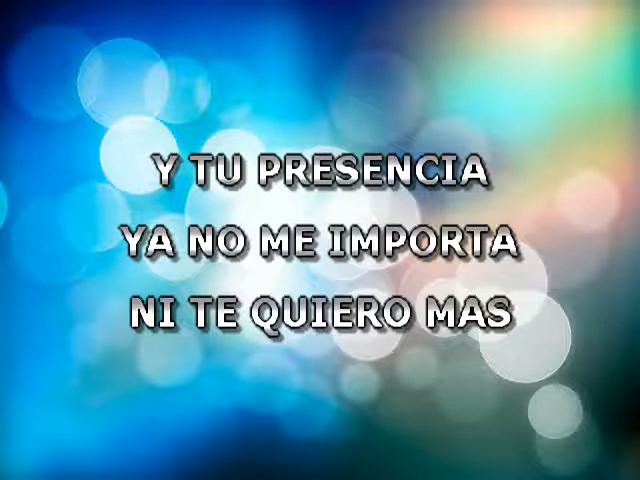 Y TU PRESENCIA
YA NO ME IMPORTA
NI TE QUIERO MAS